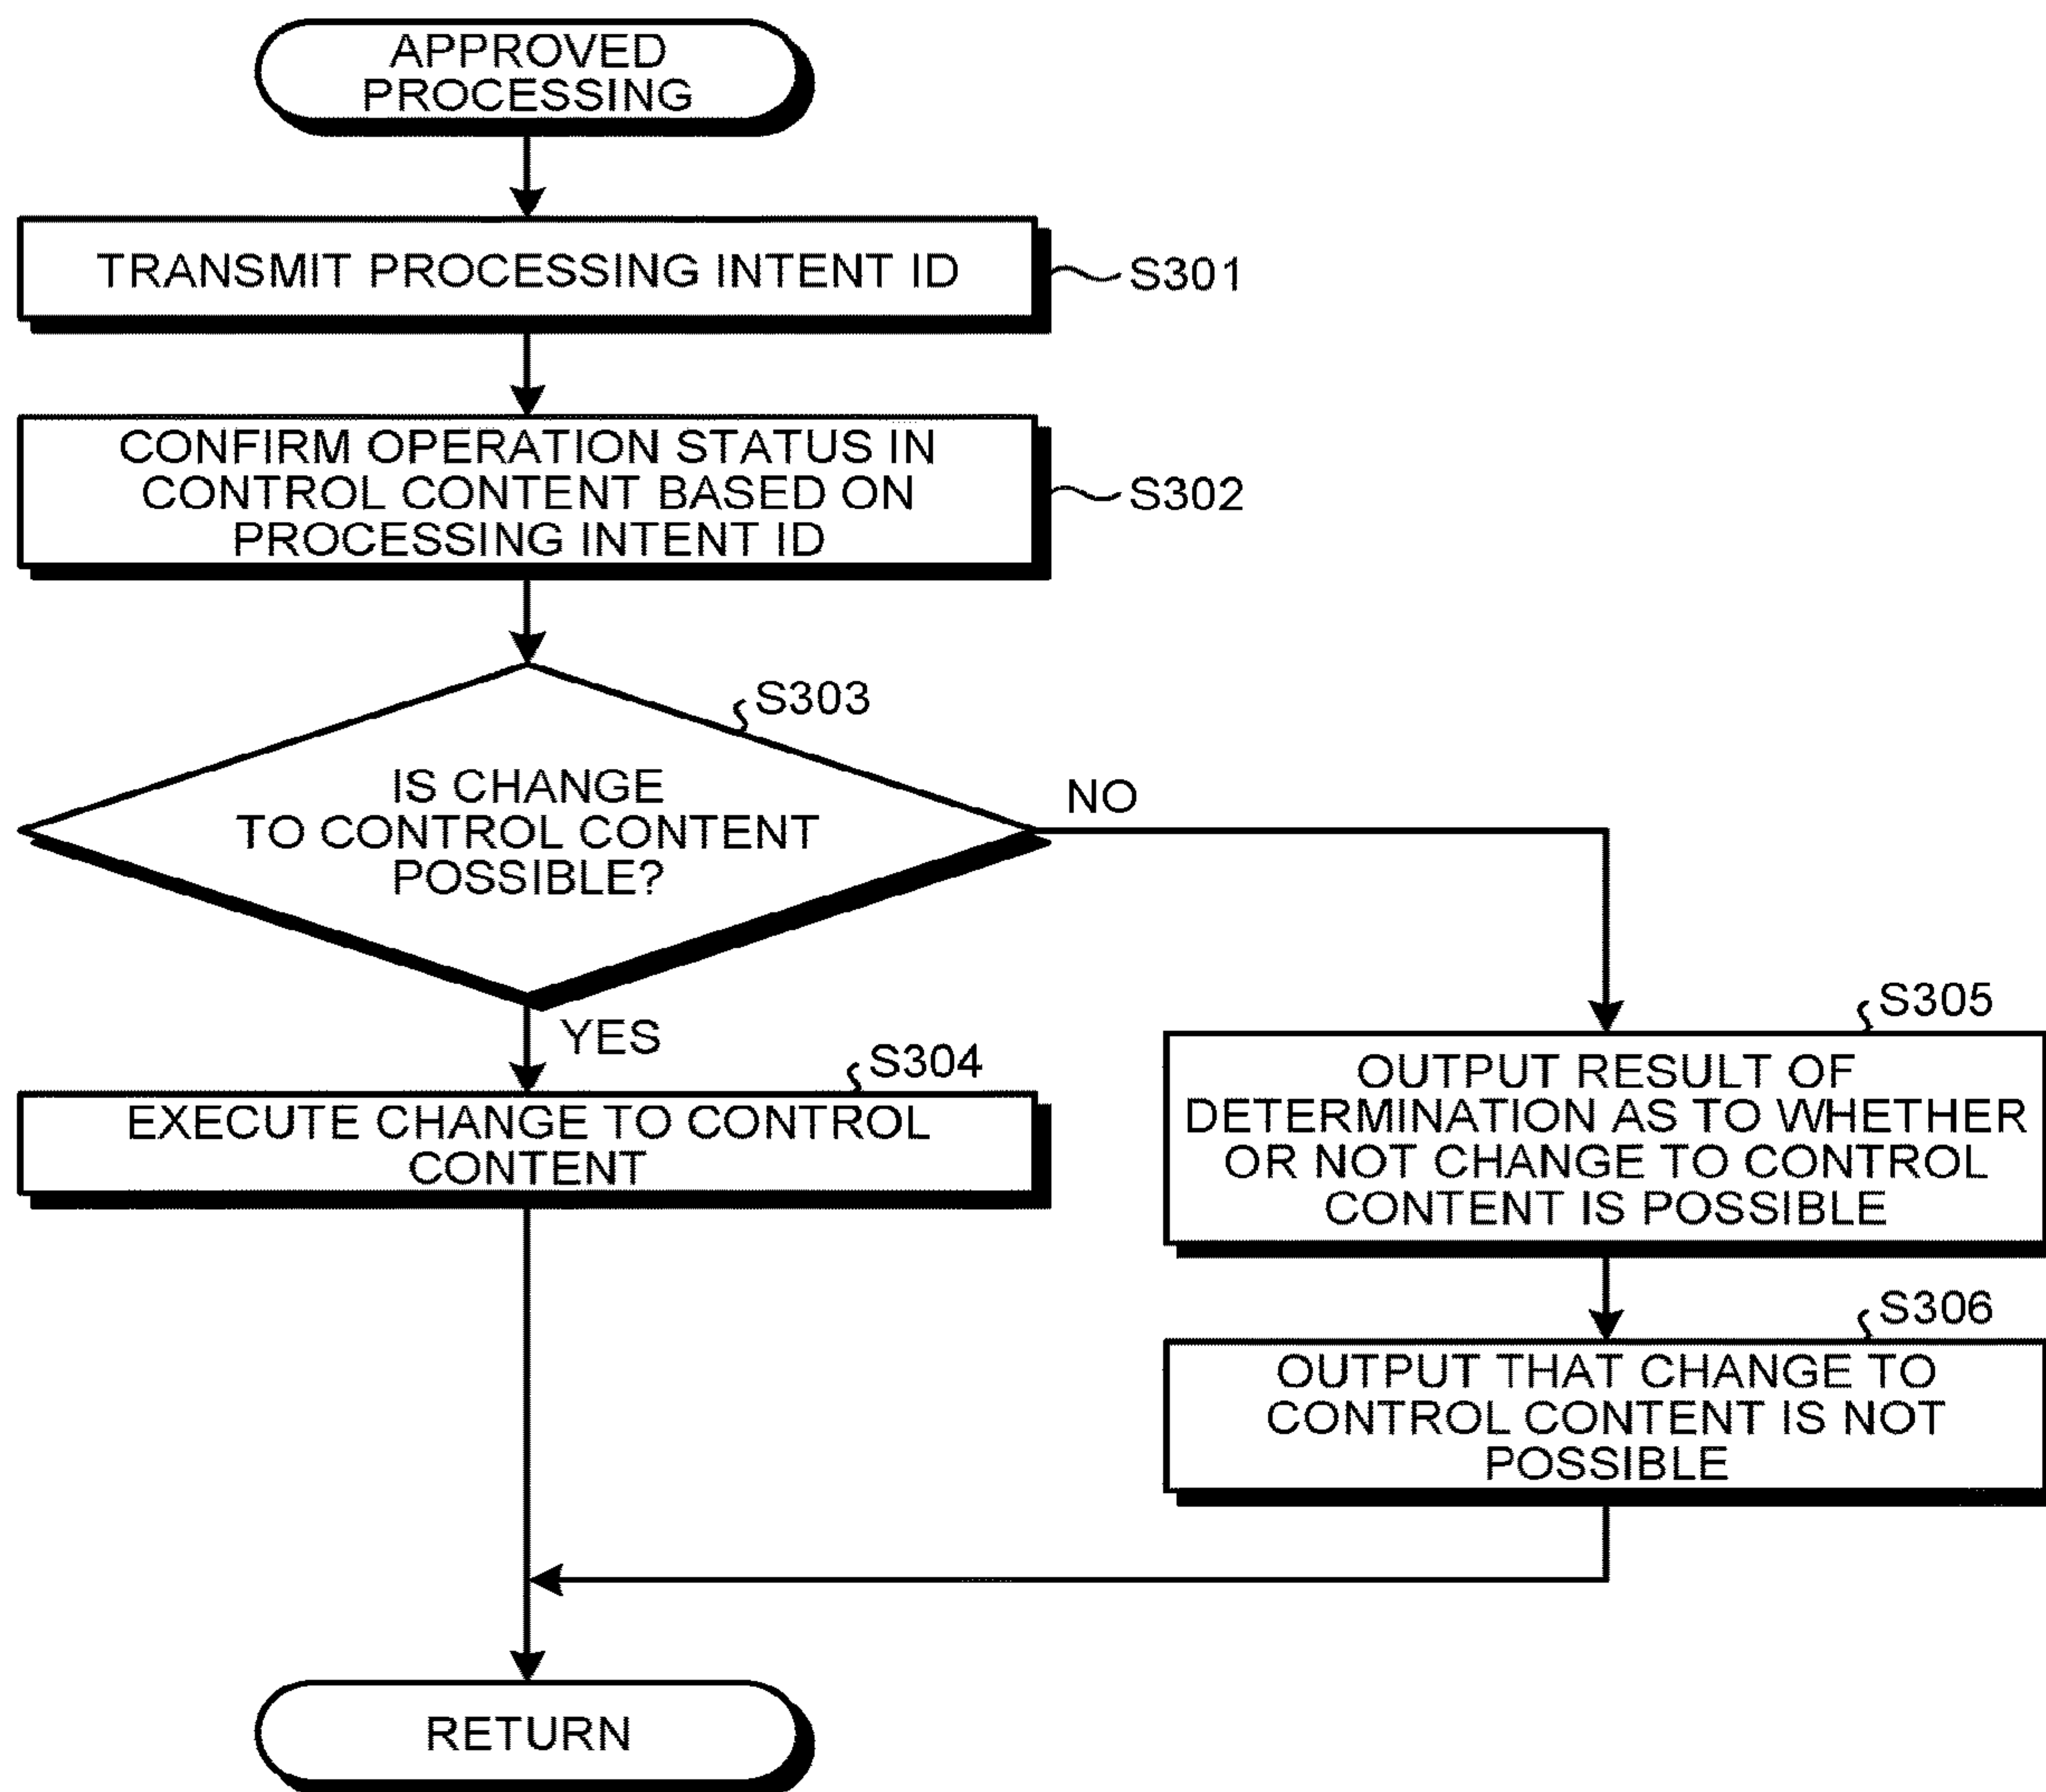 APPROVED
PROCESSING
TRANSMIT PROCESSING INTENT ID
S301
CONFIRM OPERATION STATUS IN
CONTROL CONTENT BASED ON
PROCESSING INTENT ID
S302
S303
IS CHANGE
TO CONTROL CONTENT
POSSIBLE?
NO
YES
S304
EXECUTE CHANGE TO CONTROL
CONTENT
S305
OUTPUT RESULT OF
DETERMINATION AS TO WHETHER
OR NOT CHANGE TO CONTROL
CONTENT IS POSSIBLE
S306
OUTPUT THAT CHANGE TO
CONTROL CONTENT IS NOT
POSSIBLE
RETURN